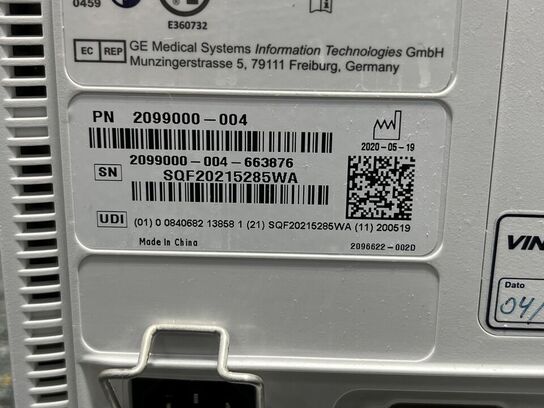 0459
E360732
EC REP GE Medical Systems Information Technologies GmbH
Munzingerstrasse 5, 79111 Freiburg, Germany
PN 2099000-004
2020-05-19
2099000-004-663876
SN SQF20215285WA
UDI (01) 0 0840682 13858 1 (21) SQF20215285WA (11) 200519
Made In China
2096622-002D
VIN
Dato
04/